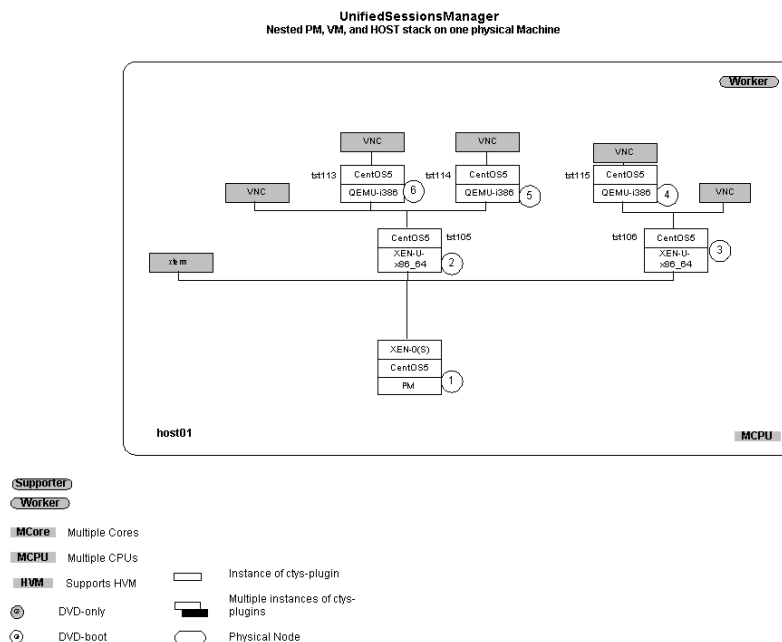 UnifiedSessionsManager
Nested PM, VM, and HOST stack on one physical Machine
Worker
VNC
VNC
VNC
tst113
CentOS5
tst114
CentOS5
tst115
CentOS5
VNC
QEMU-i386
6
QEMU-i386
5
QEMU-i386
4
VNC
CentOS5
tst105
tst106
CentOS5
XEN-U-
x86_64
2
XEN-U-
x86_64
3
xterm
XEN-0(S)
CentOS5
PM
1
host01
MCPU
Supporter
Worker
MCore Multiple Cores
MCPU Multiple CPUs
HVM Supports HVM
DVD-only
DVD-boot
Instance of ctys-plugin
Multiple instances of ctys-
plugins
Physical Node